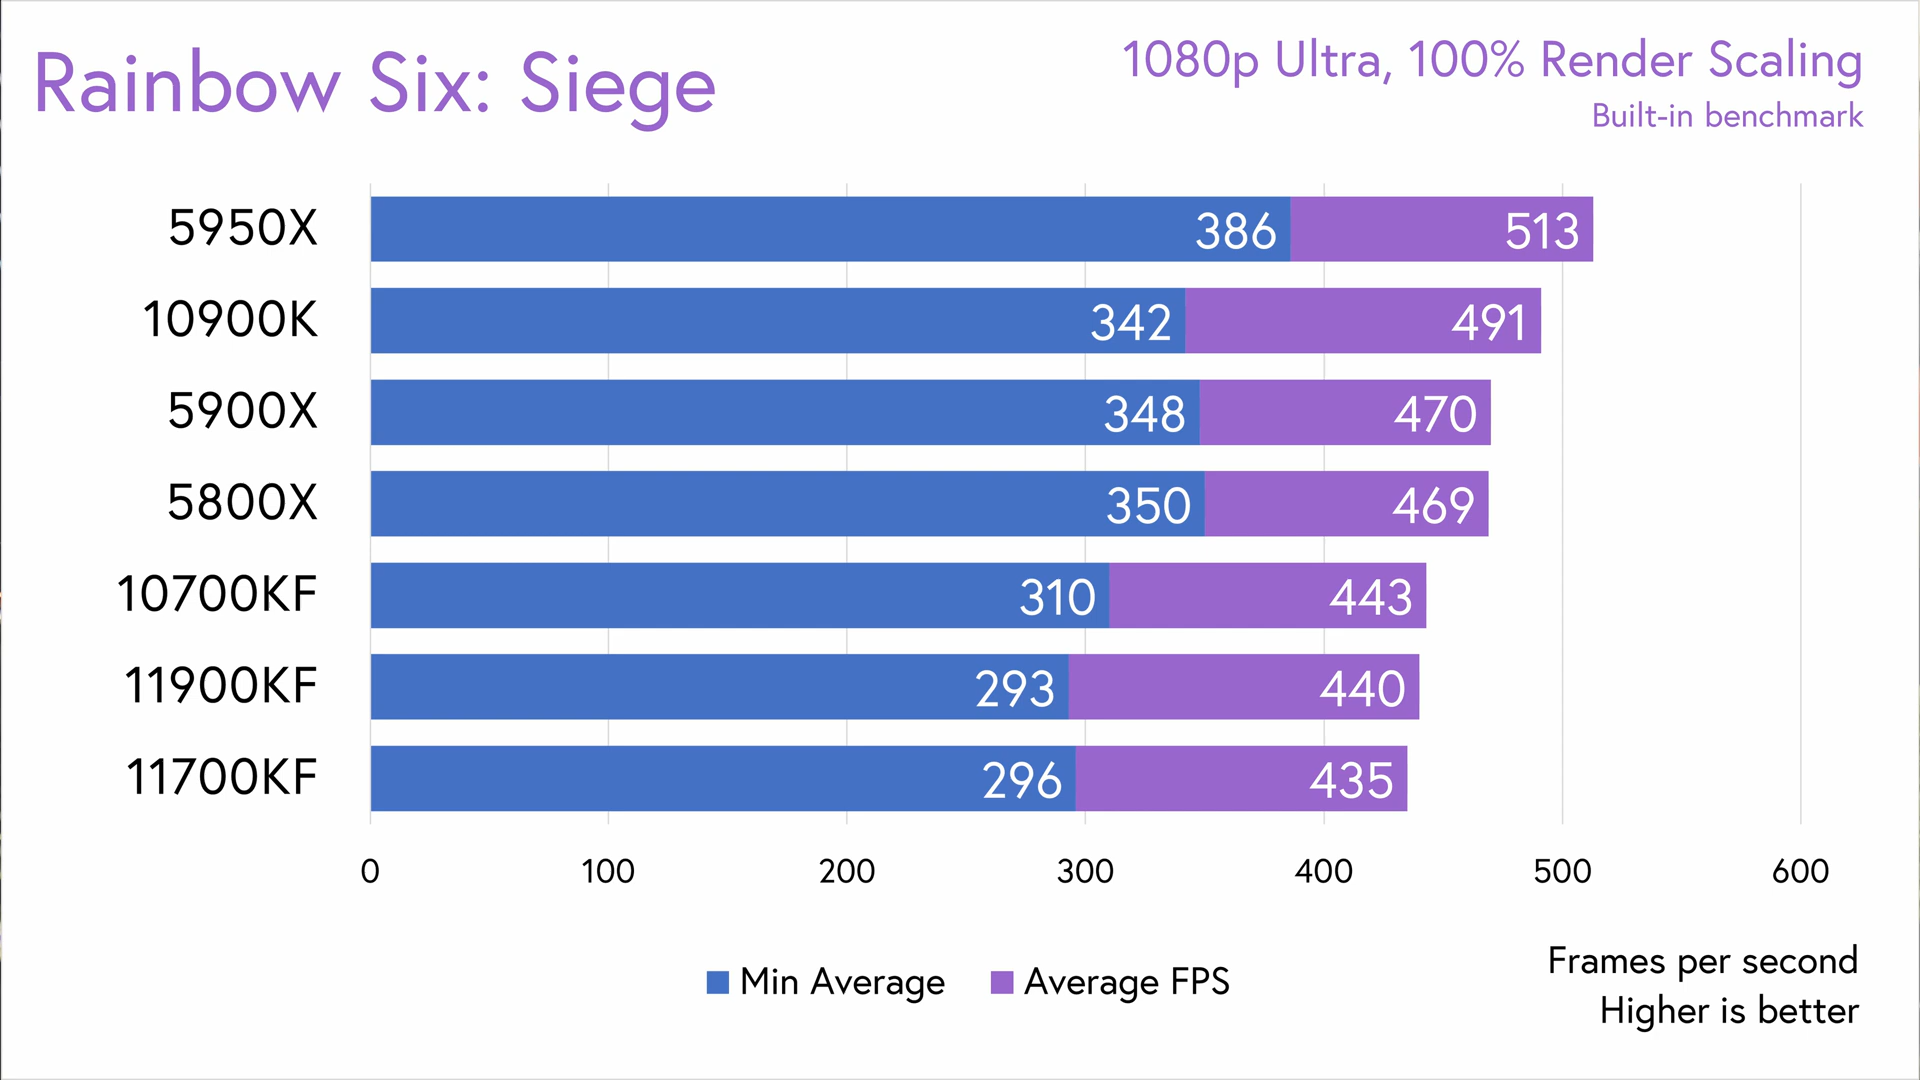 Rainbow Six: Siege
1080p Ultra, 100% Render Scaling
Built-in benchmark
5950X 386 513
10900K 342 491
5900X 348 470
5800X 350 469
10700KF 310 443
11900KF 293 440
11700KF 296 435
0 100 200 300 400 500 600
Min Average Average FPS
Frames per second
Higher is better